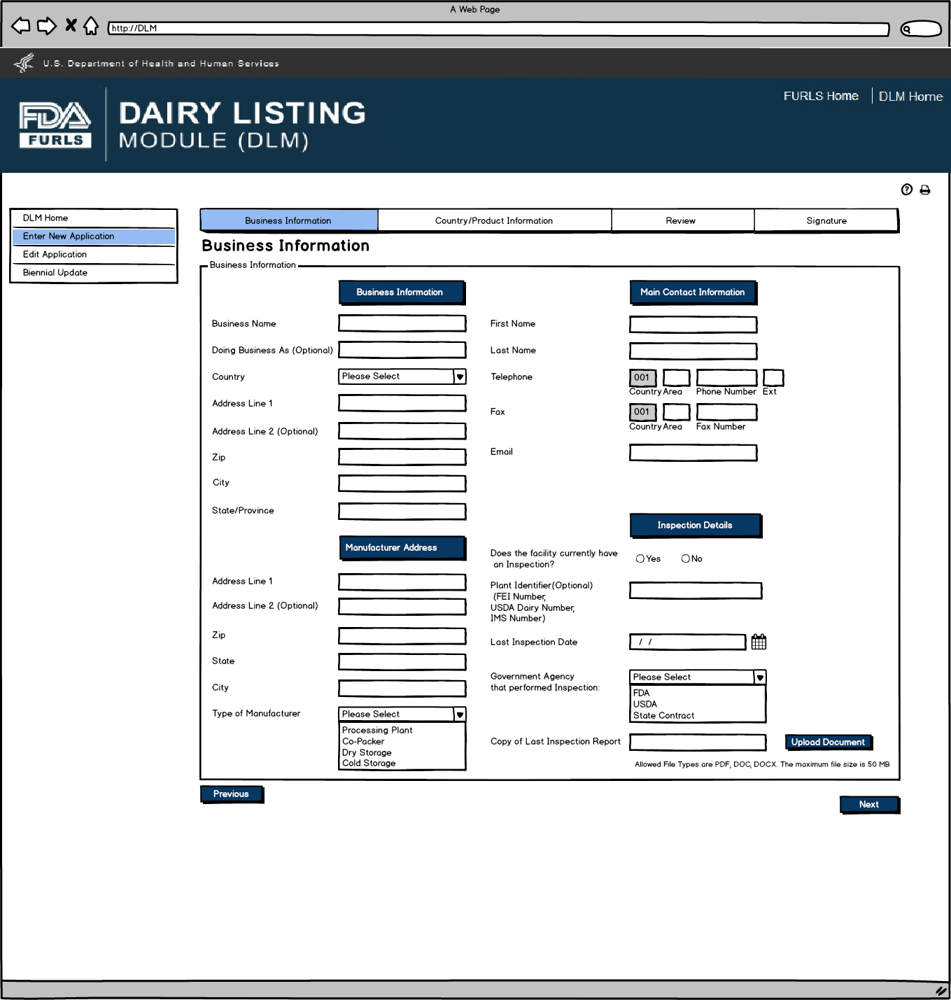 A Web Page
http://DLM
U.S. Department of Health and Human Services
FURLS Home
DLM Home
FDA
FURLS
DAIRY LISTING
MODULE (DLM)
DLM Home
Enter New Application
Edit Application
Biennial Update
Business Information
Country/Product Information
Review
Signature
Business Information
Business Information
Business Information
Business Name
Doing Business As (Optional)
Country
Please Select
Address Line 1
Address Line 2 (Optional)
Zip
City
State/Province
Manufacturer Address
Address Line 1
Address Line 2 (Optional)
Zip
State
City
Type of Manufacturer
Please Select
Processing Plant
Co-Packer
Dry Storage
Cold Storage
Main Contact Information
First Name
Last Name
Telephone
001
Country Area Phone Number Ext
Fax
001
Country Area Fax Number
Email
Inspection Details
Does the facility currently have
an Inspection?
Yes No
Plant Identifier(Optional)
(FEI Number,
USDA Dairy Number,
IMS Number)
Last Inspection Date
/ /
Government Agency
that performed Inspection:
Please Select
FDA
USDA
State Contract
Copy of Last Inspection Report
Upload Document
Allowed File Types are PDF, DOC, DOCX. The maximum file size is 50 MB
Previous
Next